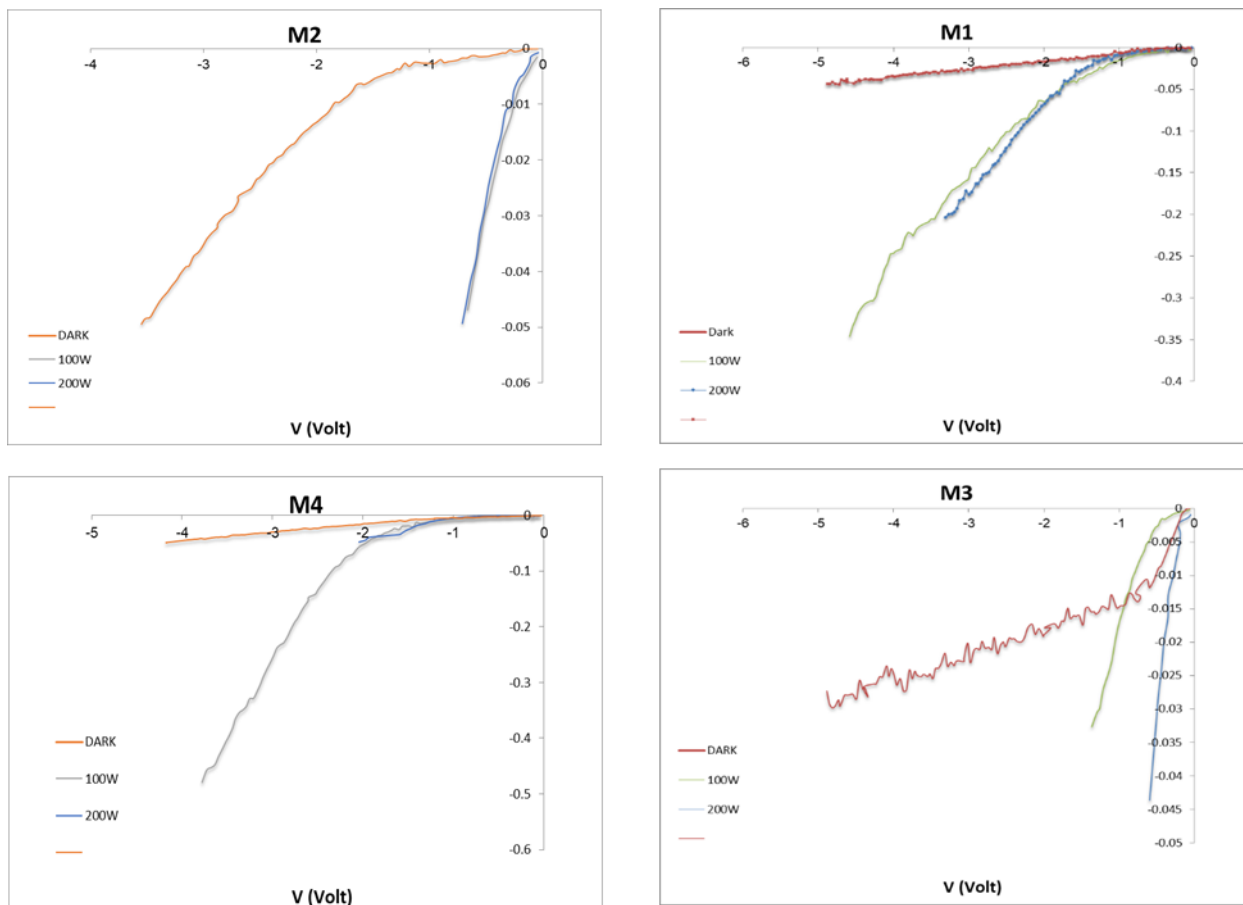 M2
-4 -3 -2 -1 0
0
-0.01
-0.02
-0.03
-0.04
-0.05
-0.06
DARK
100W
200W
V (Volt)
M1
-6 -5 -4 -3 -2 -1 0
0
-0.05
-0.1
-0.15
-0.2
-0.25
-0.3
-0.35
-0.4
Dark
100W
200W
V (Volt)
M4
-5 -4 -3 -2 -1 0
0
-0.1
-0.2
-0.3
-0.4
-0.5
-0.6
DARK
100W
200W
V (Volt)
M3
-6 -5 -4 -3 -2 -1 0
0
-0.005
-0.01
-0.015
-0.02
-0.025
-0.03
-0.035
-0.04
-0.045
-0.05
DARK
100W
200W
V (Volt)